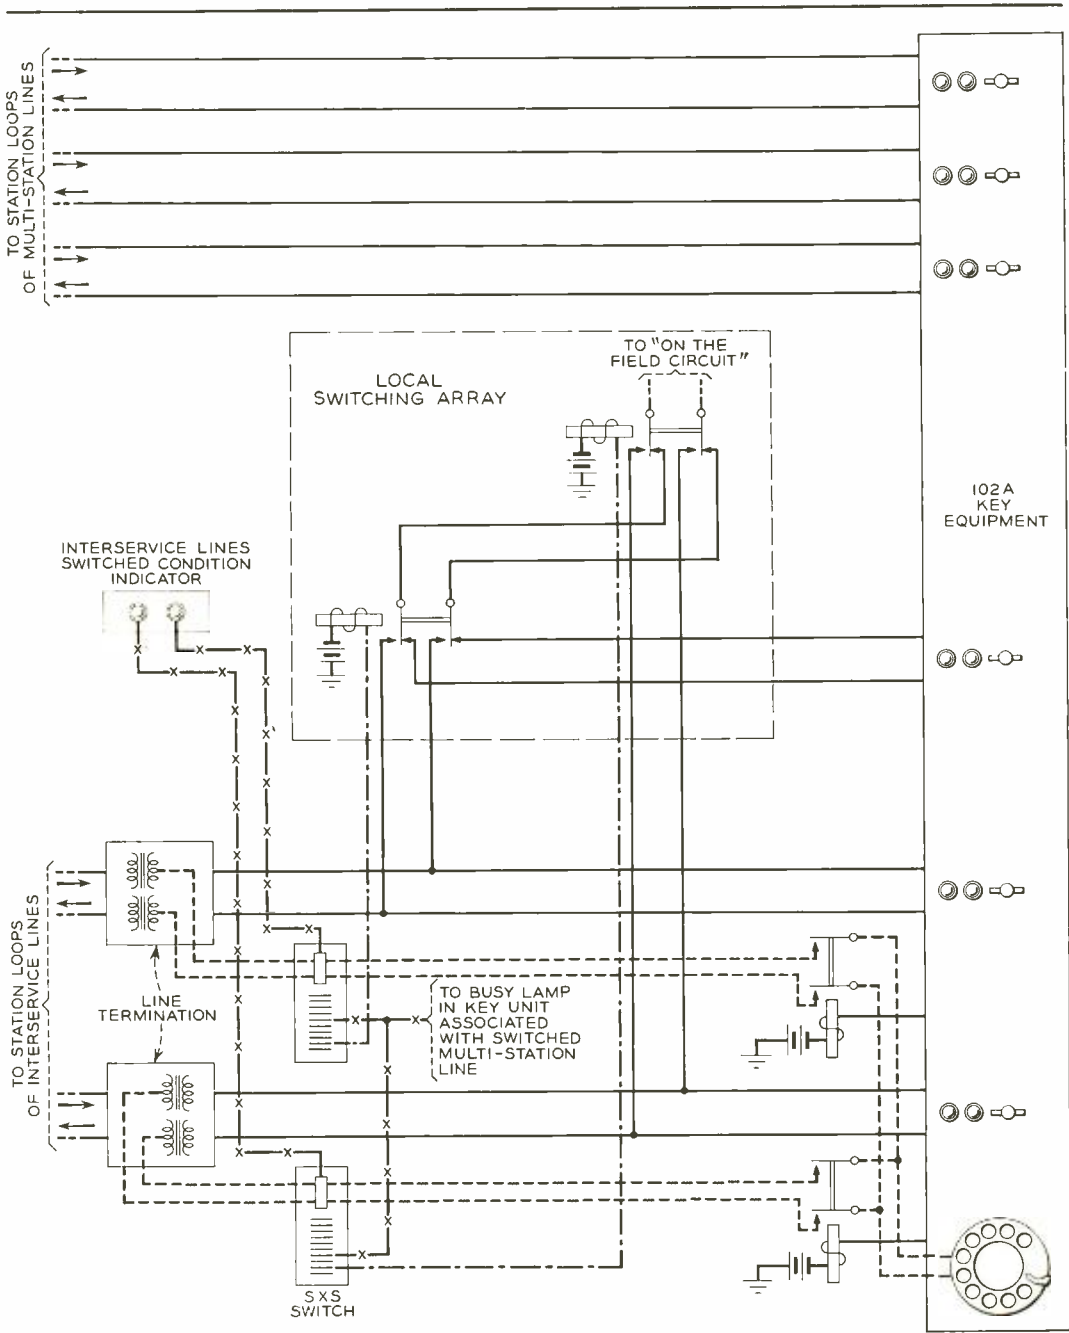 TO STATION LOOPS
OF MULTI-STATION LINES
TO "ON THE
FIELD CIRCUIT"
LOCAL
SWITCHING ARRAY
102A
KEY
EQUIPMENT
INTERSERVICE LINES
SWITCHED CONDITION
INDICATOR
TO STATION LOOPS
OF INTERSERVICE LINES
LINE
TERMINATION
TO BUSY LAMP
IN KEY UNIT
ASSOCIATED
WITH SWITCHED
MULTI-STATION
LINE
SXS
SWITCH